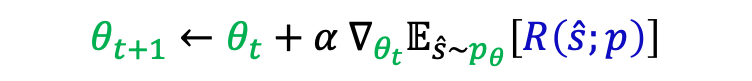 θ_{t+1} ← θ_t + α ∇_{θ_t} 𝔼_{ŝ∼p_θ}[R(ŝ; p)]